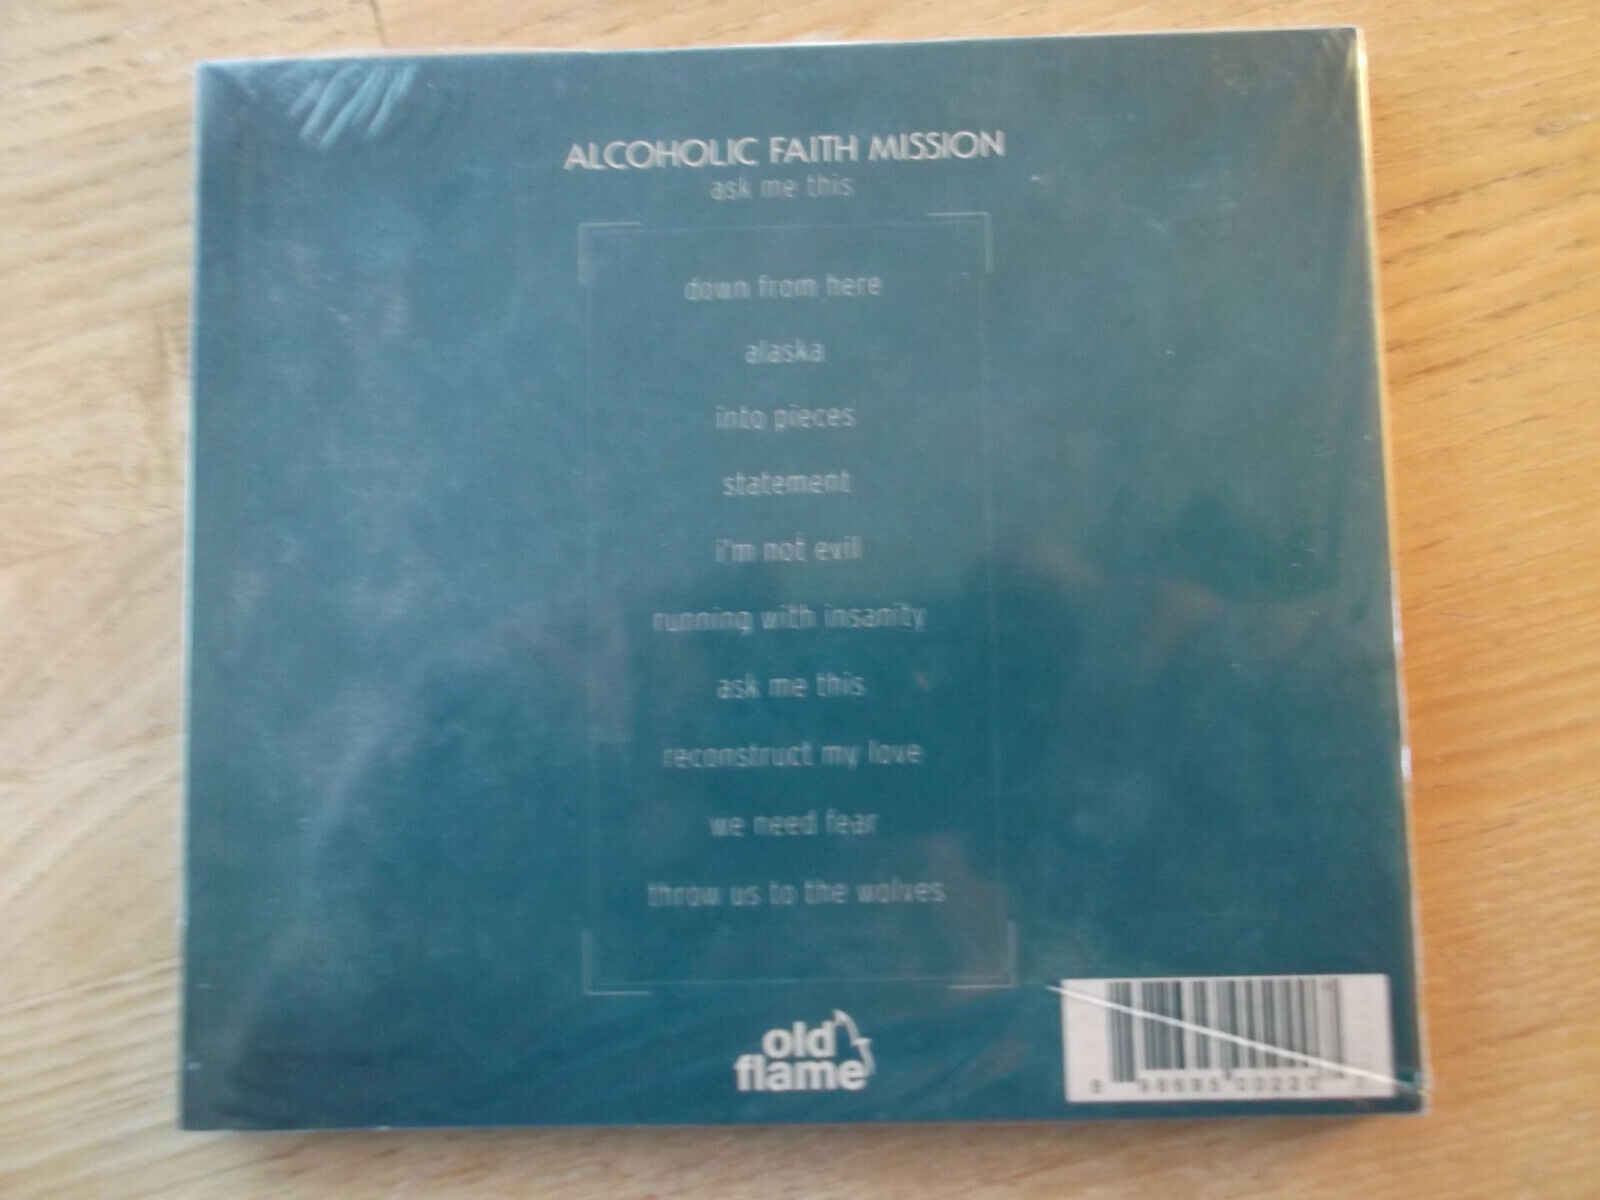 ALCOHOLIC FAITH MISSION
ask me this
down from here
alaska
into pieces
statement
i'm not evil
running with insanity
ask me this
reconstruct my love
we need fear
throw us to the wolves
old
flame